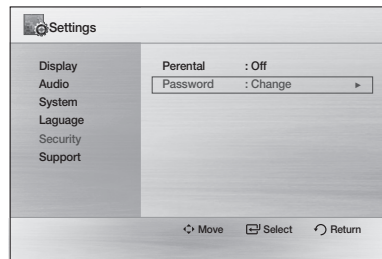 Settings
Display
Audio
System
Laguage
Security
Support
Perental : Off
Password : Change ►
Move Select Return